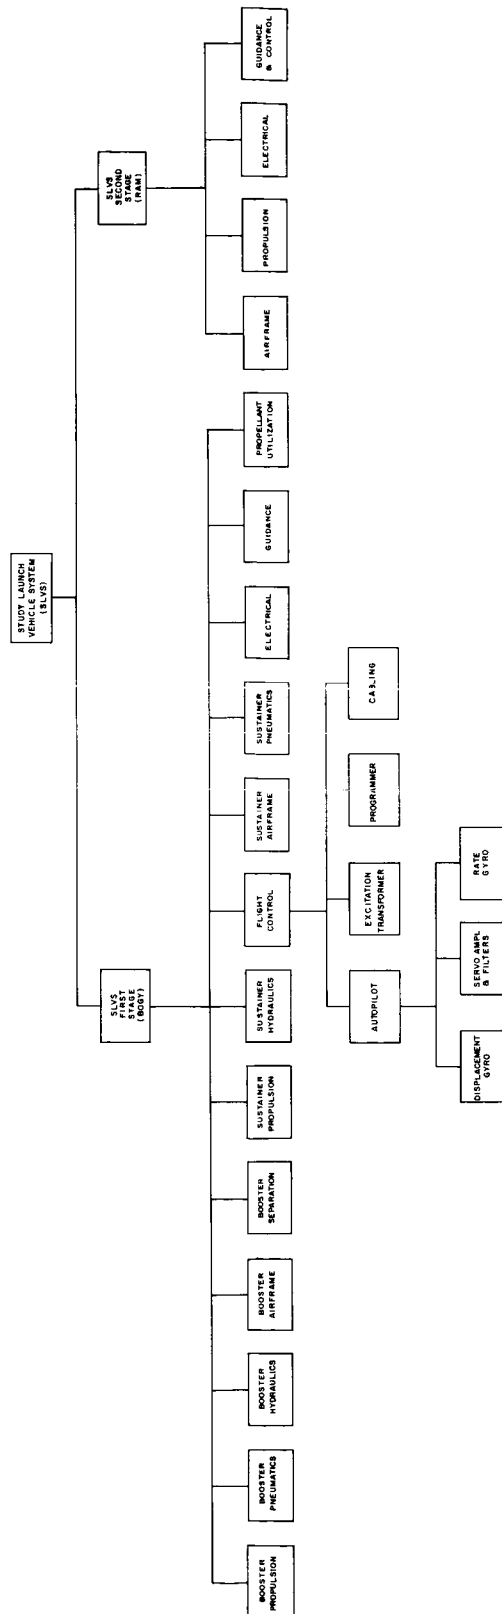 STUDY LAUNCH
VEHICLE SYSTEM
(SLVS)
SLVS
FIRST
STAGE
(BOGY)
SLVS
SECOND
STAGE
(RAM)
BOOSTER
PROPULSION
BOOSTER
PNEUMATICS
BOOSTER
HYDRAULICS
BOOSTER
AIRFRAME
BOOSTER
SEPARATION
SUSTAINER
PROPULSION
SUSTAINER
HYDRAULICS
FLIGHT
CONTROL
SUSTAINER
AIRFRAME
SUSTAINER
PNEUMATICS
ELECTRICAL
GUIDANCE
PROPELLANT
UTILIZATION
AIRFRAME
PROPULSION
ELECTRICAL
GUIDANCE
& CONTROL
AUTOPILOT
EXCITATION
TRANSFORMER
PROGRAMMER
CABLING
DISPLACEMENT
GYRO
SERVO AMPL
& FILTERS
RATE
GYRO